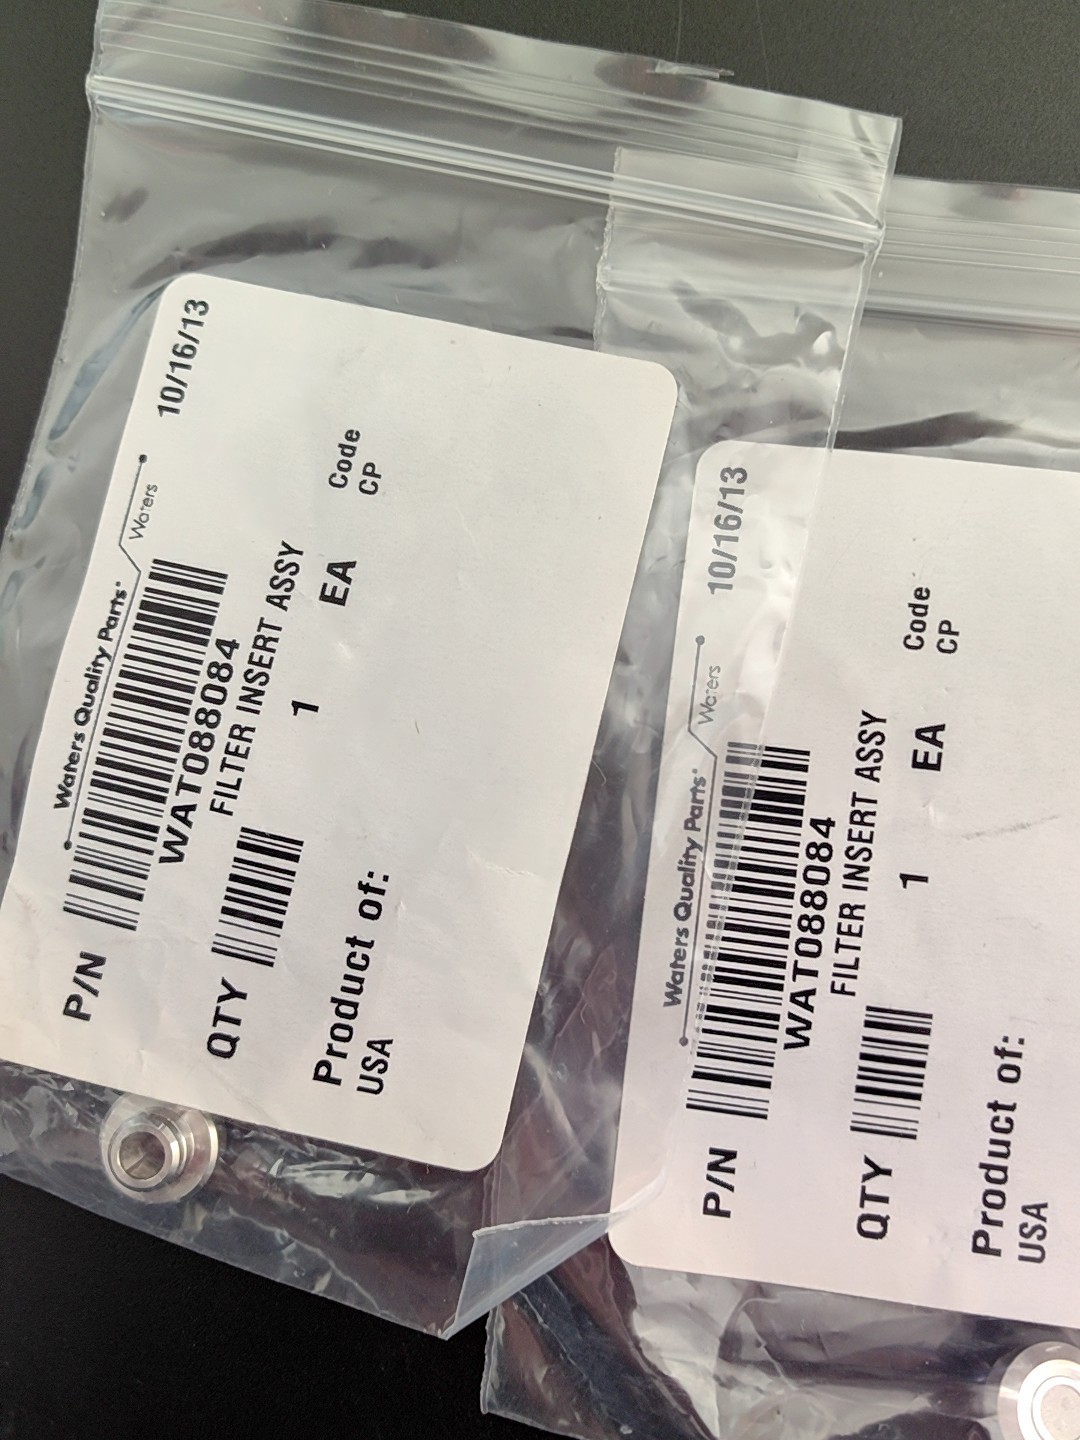 Waters Quality Parts Waters 10/16/13
P/N
WAT088084
FILTER INSERT ASSY
QTY 1 EA Code
CP
Product of:
USA
Waters Quality Parts Waters 10/16/13
P/N
WAT088084
FILTER INSERT ASSY
QTY 1 EA Code
CP
Product of:
USA